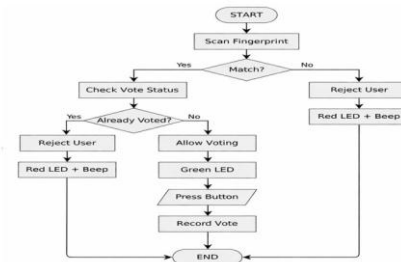 START
Scan Fingerprint
Yes
Match?
No
Check Vote Status
Reject User
Yes
Already Voted?
No
Red LED + Beep
Reject User
Allow Voting
Red LED + Beep
Green LED
Press Button
Record Vote
END